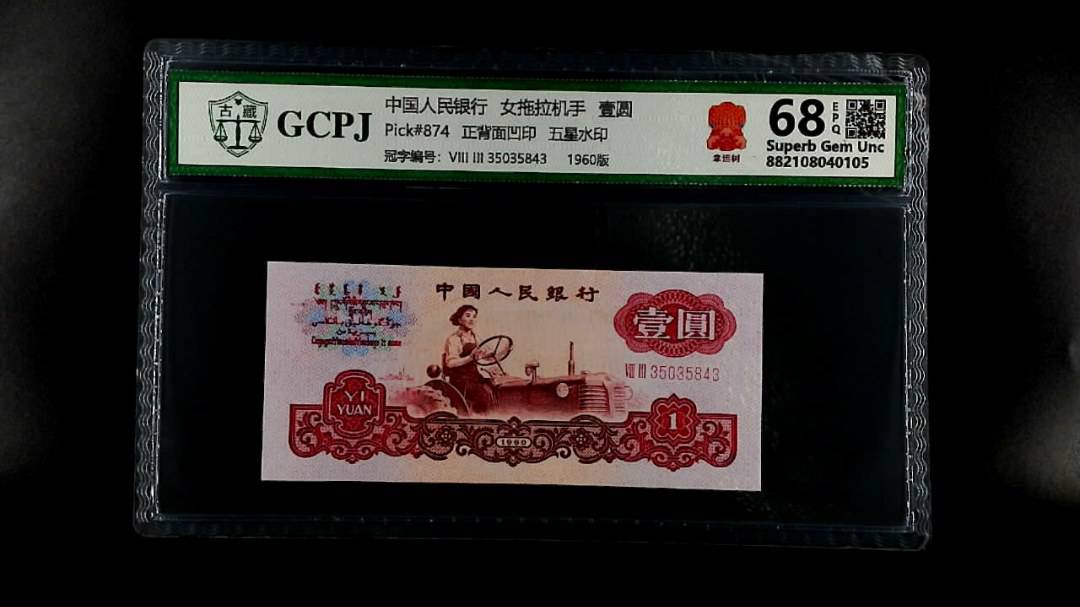 古 藏
GCPJ
中国人民银行 女拖拉机手 壹圆
Pick#874 正背面凹印 五星水印
冠字编号: VIII III 35035843 1960版
68 EPQ
Superb Gem Unc
882108040105
中國人民銀行
壹圓
VIII III 35035843
YI
YUAN
1
1960